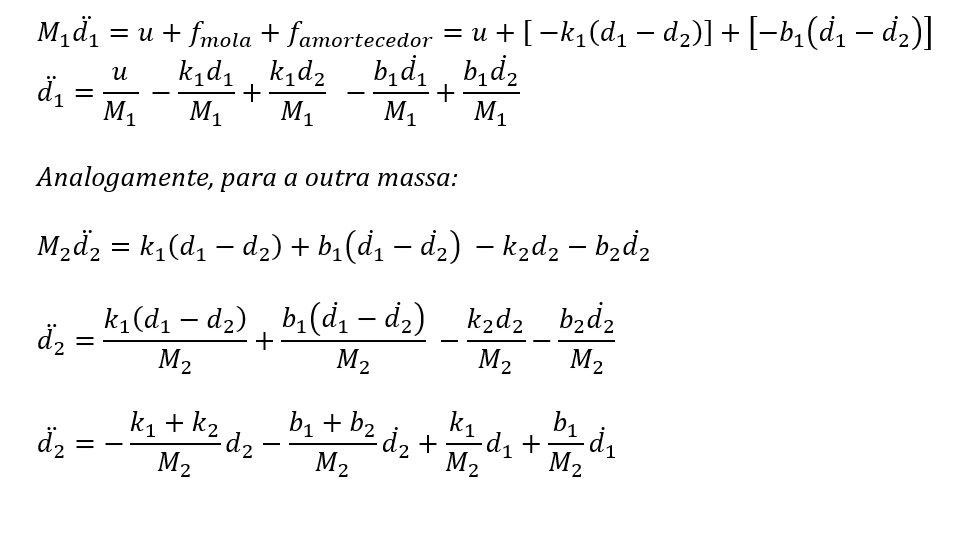 M₁d̈₁ = u + f_mola + f_amortecedor = u + [ −k₁(d₁ − d₂)] + [−b₁(ḋ₁ − ḋ₂)]
d̈₁ = u/M₁ − k₁d₁/M₁ + k₁d₂/M₁ − b₁ḋ₁/M₁ + b₁ḋ₂/M₁
Analogamente, para a outra massa:
M₂d̈₂ = k₁(d₁ − d₂) + b₁(ḋ₁ − ḋ₂) − k₂d₂ − b₂ḋ₂
d̈₂ = k₁(d₁ − d₂)/M₂ + b₁(ḋ₁ − ḋ₂)/M₂ − k₂d₂/M₂ − b₂ḋ₂/M₂
d̈₂ = − (k₁ + k₂)/M₂ d₂ − (b₁ + b₂)/M₂ ḋ₂ + k₁/M₂ d₁ + b₁/M₂ ḋ₁